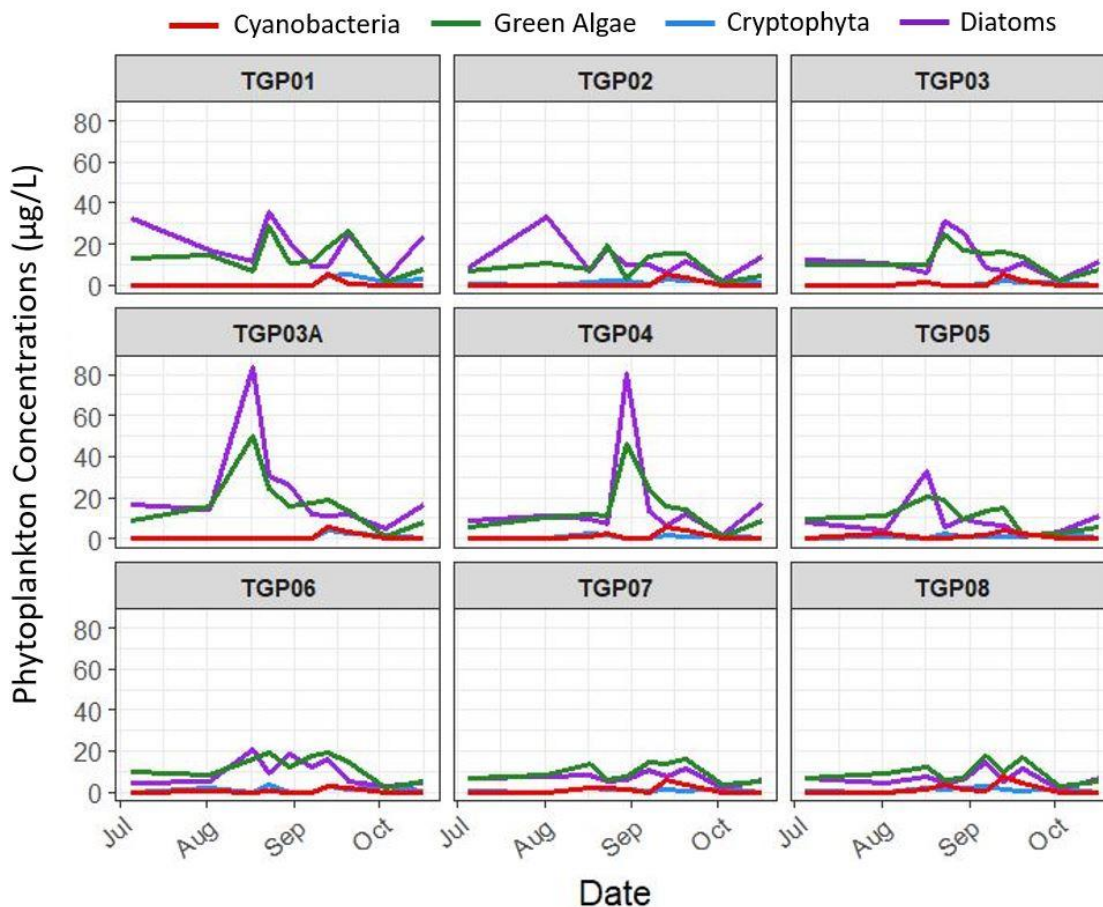 Cyanobacteria Green Algae Cryptophyta Diatoms
TGP01 TGP02 TGP03
80
60
40
20
0
TGP03A TGP04 TGP05
80
60
40
20
0
TGP06 TGP07 TGP08
80
60
40
20
0
Jul Aug Sep Oct Jul Aug Sep Oct Jul Aug Sep Oct
Date
Phytoplankton Concentrations (µg/L)